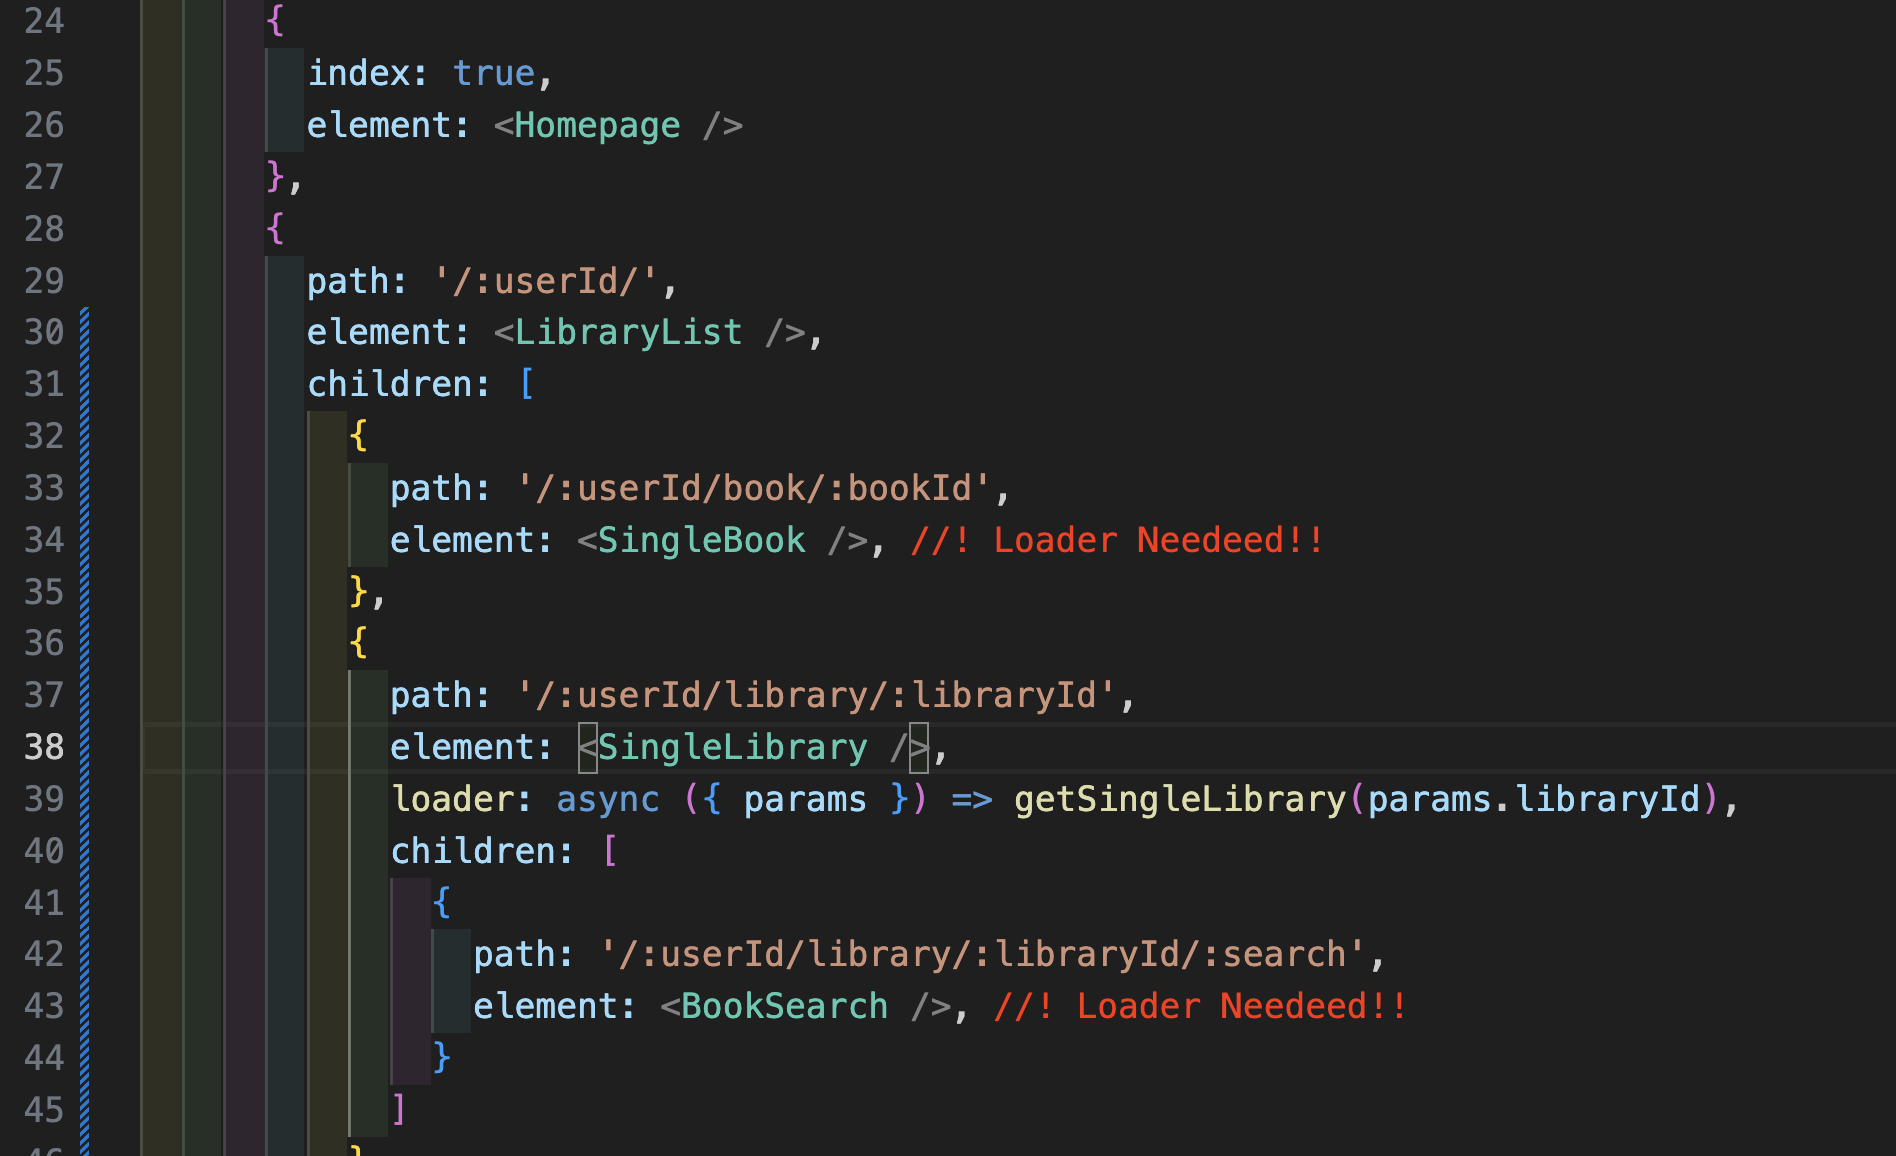 24 {
25 index: true,
26 element: <Homepage />
27 },
28 {
29 path: '/:userId/',
30 element: <LibraryList />,
31 children: [
32 {
33 path: '/:userId/book/:bookId',
34 element: <SingleBook />, //! Loader Needeed!!
35 },
36 {
37 path: '/:userId/library/:libraryId',
38 element: <SingleLibrary />,
39 loader: async ({ params }) => getSingleLibrary(params.libraryId),
40 children: [
41 {
42 path: '/:userId/library/:libraryId/:search',
43 element: <BookSearch />, //! Loader Needeed!!
44 }
45 ]
46 }